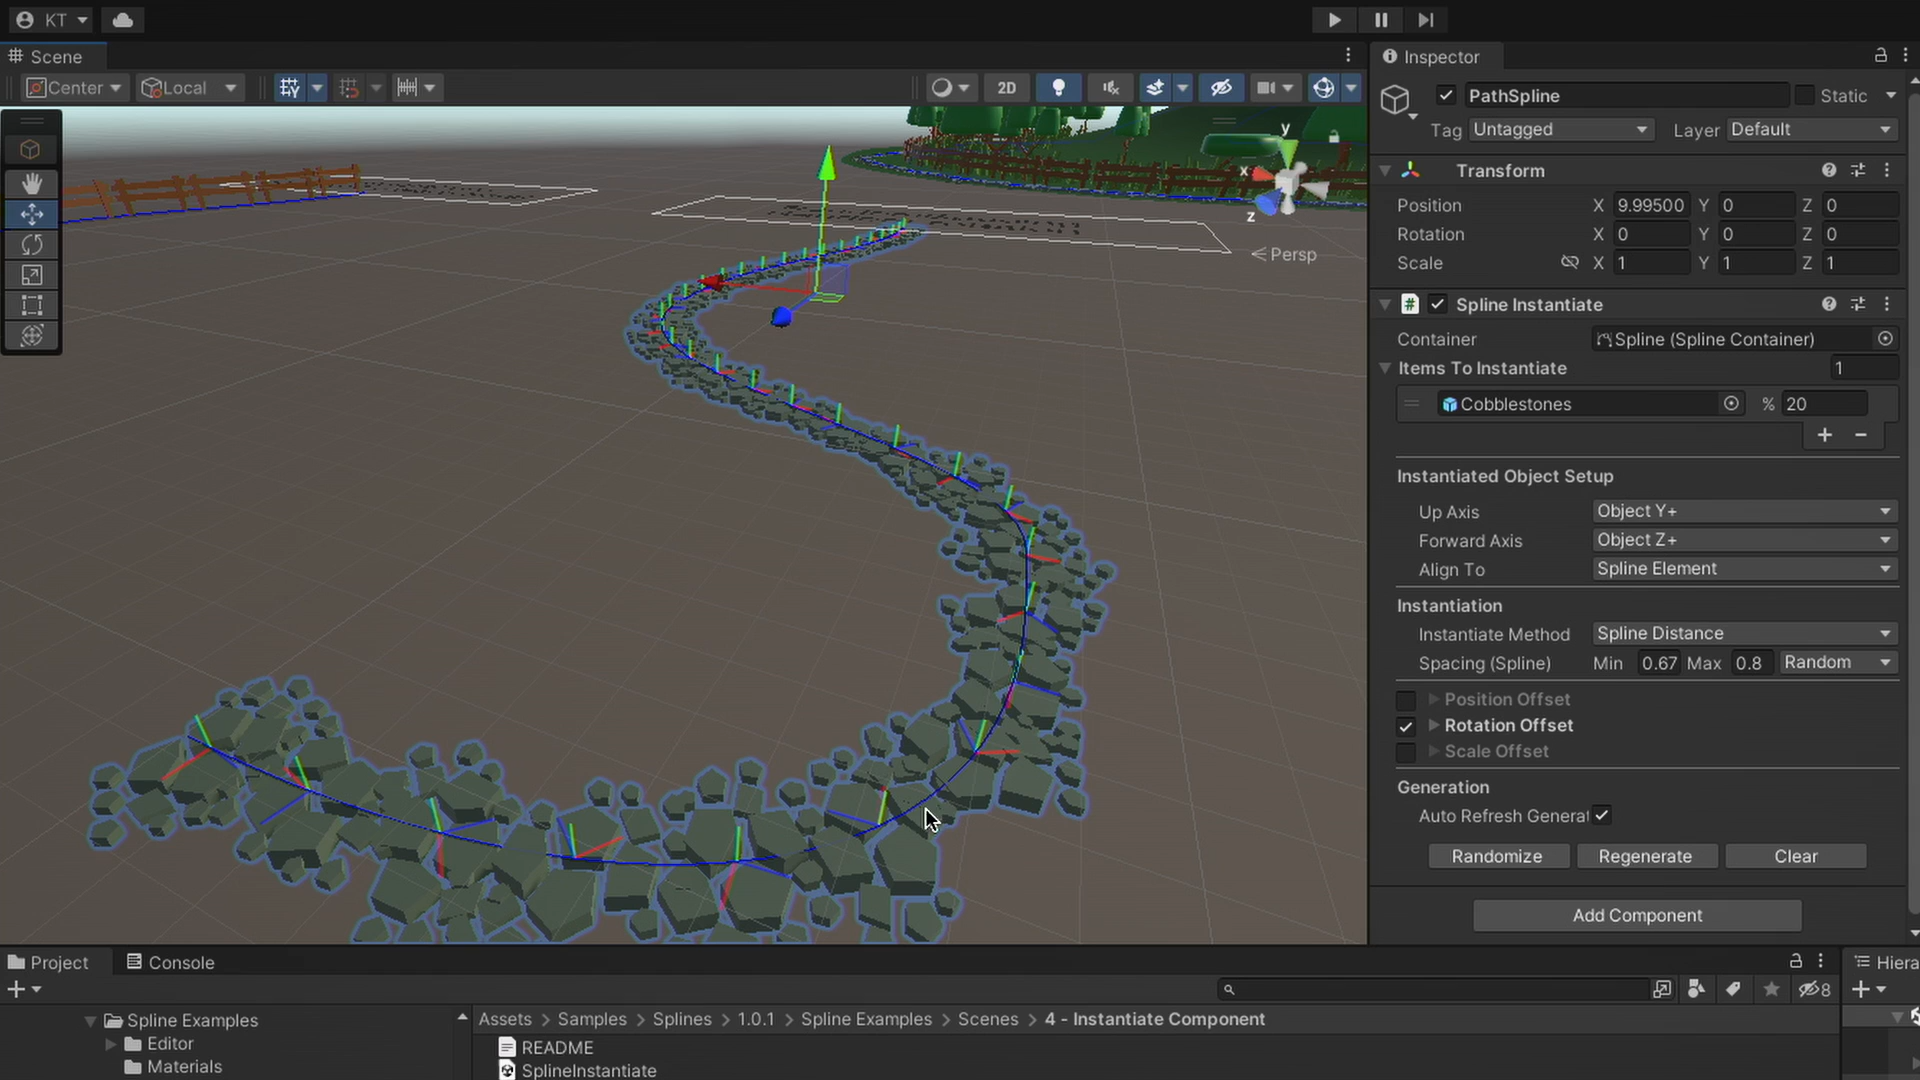 KT
Scene
Inspector
Center
Local
2D
PathSpline
Static
Tag Untagged Layer Default
Transform
Position X 9.99500 Y 0 Z 0
Rotation X 0 Y 0 Z 0
Scale X 1 Y 1 Z 1
y
x
z
Persp
# Spline Instantiate
Container Spline (Spline Container)
Items To Instantiate 1
Cobblestones % 20
Instantiated Object Setup
Up Axis Object Y+
Forward Axis Object Z+
Align To Spline Element
Instantiation
Instantiate Method Spline Distance
Spacing (Spline) Min 0.67 Max 0.8 Random
Position Offset
Rotation Offset
Scale Offset
Generation
Auto Refresh Genera
Randomize Regenerate Clear
Add Component
Project Console
Hiera
8
Spline Examples
Editor
Materials
Assets > Samples > Splines > 1.0.1 > Spline Examples > Scenes > 4 - Instantiate Component
README
SplineInstantiate